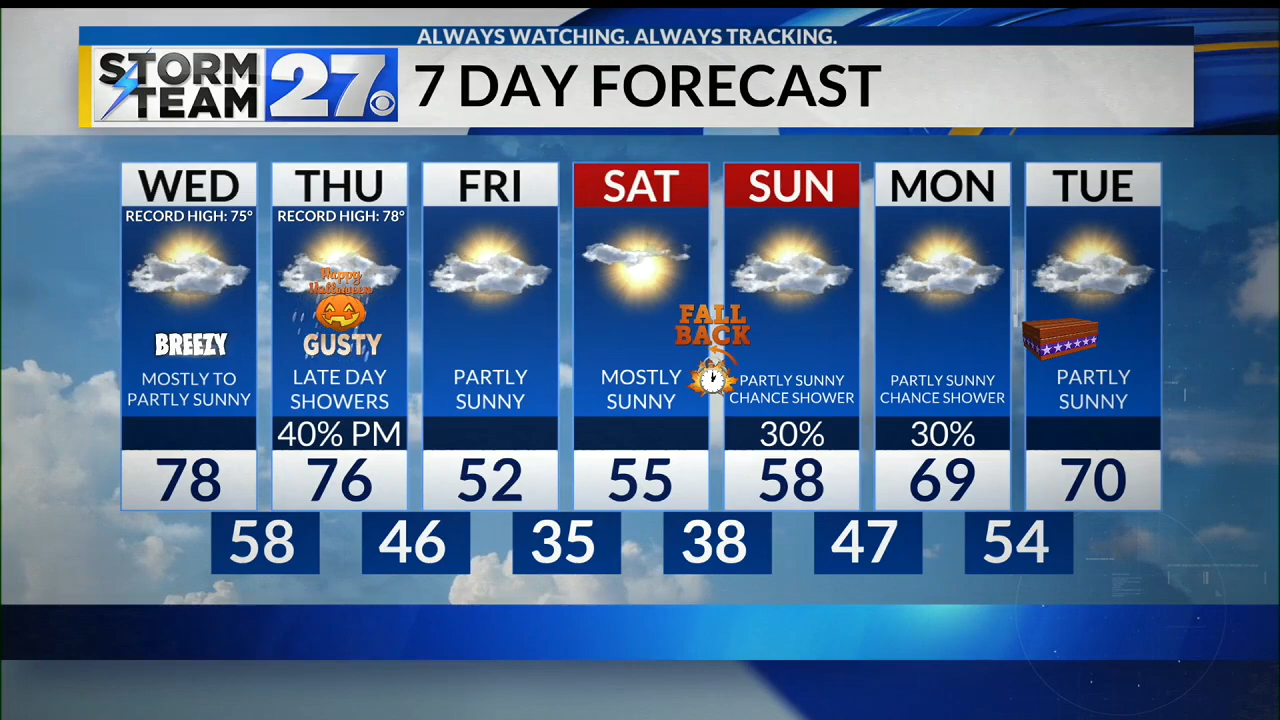 ALWAYS WATCHING. ALWAYS TRACKING.
STORM
TEAM
27
7 DAY FORECAST
WED
RECORD HIGH: 75°
BREEZY
MOSTLY TO
PARTLY SUNNY
78
THU
RECORD HIGH: 78°
Happy
Halloween
GUSTY
LATE DAY
SHOWERS
40% PM
76
FRI
PARTLY
SUNNY
52
SAT
MOSTLY
SUNNY
55
FALL
BACK
SUN
PARTLY SUNNY
CHANCE SHOWER
30%
58
MON
PARTLY SUNNY
CHANCE SHOWER
30%
69
TUE
PARTLY
SUNNY
70
58
46
35
38
47
54